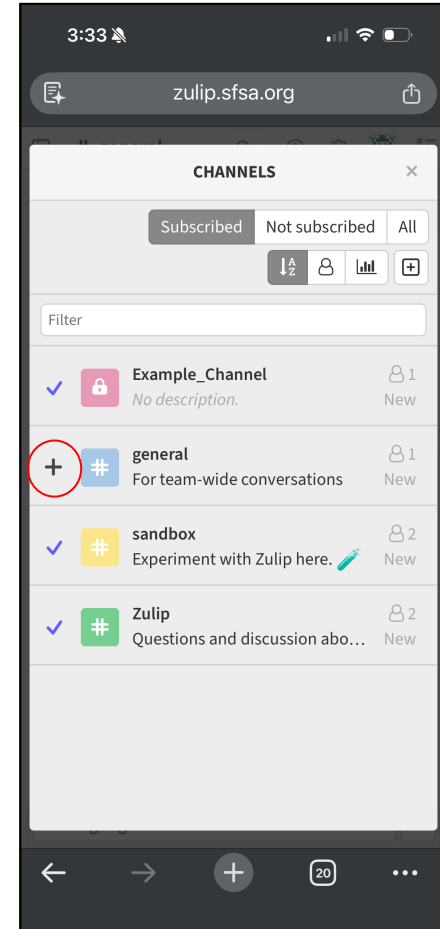 3:33
zulip.sfsa.org
CHANNELS
Subscribed Not subscribed All
Filter
Example_Channel 1
No description. New
general 1
For team-wide conversations New
sandbox 2
Experiment with Zulip here. 🧪 New
Zulip 2
Questions and discussion abo... New
20